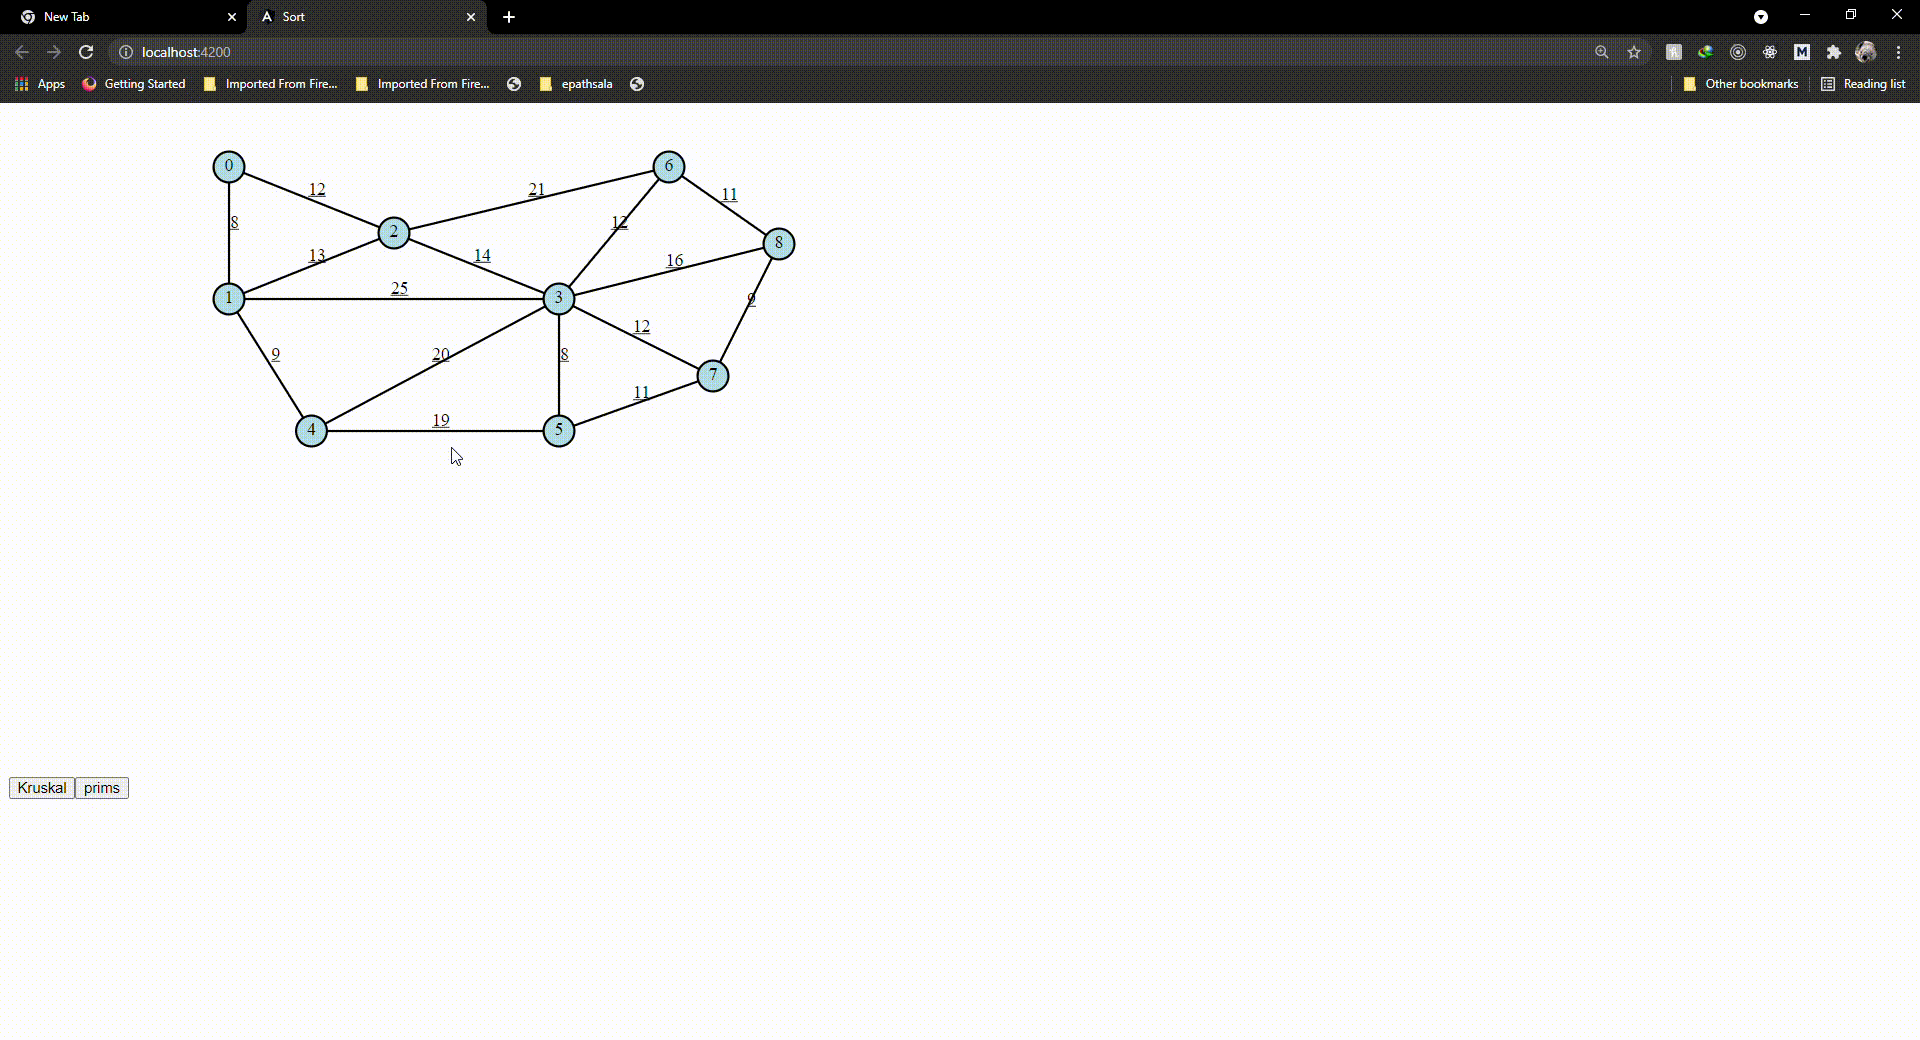 New Tab
Sort
localhost:4200
M
Apps
Getting Started
Imported From Fire...
Imported From Fire...
epathsala
Other bookmarks
Reading list
0
6
12
21
11
8
12
2
8
13
14
16
25
1
3
9
12
9
20
8
7
11
19
4
5
Kruskal
prims